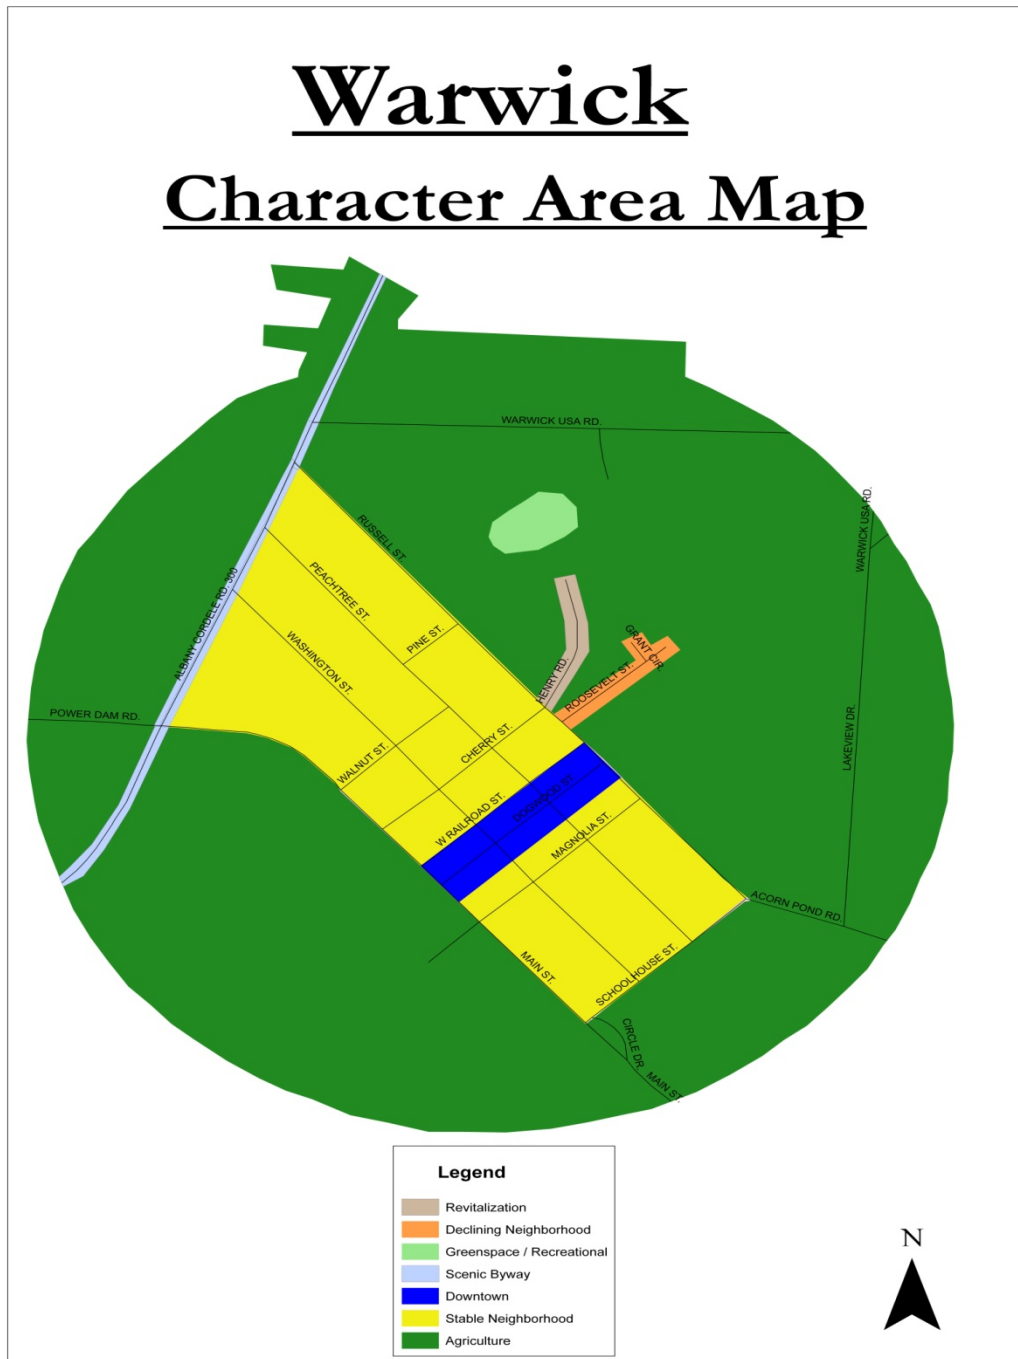 Warwick
Character Area Map
WARWICK USA RD.
WARWICK USA RD.
RUSSELL ST.
PEACHTREE ST.
PINE ST.
ALBANY CORDELE RD. 300
WASHINGTON ST.
GRANT CIR.
HENRY RD.
ROOSEVELT ST.
POWER DAM RD.
LAKEVIEW DR.
WALNUT ST.
CHERRY ST.
W RAILROAD ST.
DOGWOOD ST
MAGNOLIA ST.
ACORN POND RD.
MAIN ST.
SCHOOLHOUSE ST.
CIRCLE DR.
MAIN ST.
Legend
Revitalization
Declining Neighborhood
Greenspace / Recreational
Scenic Byway
Downtown
Stable Neighborhood
Agriculture
N